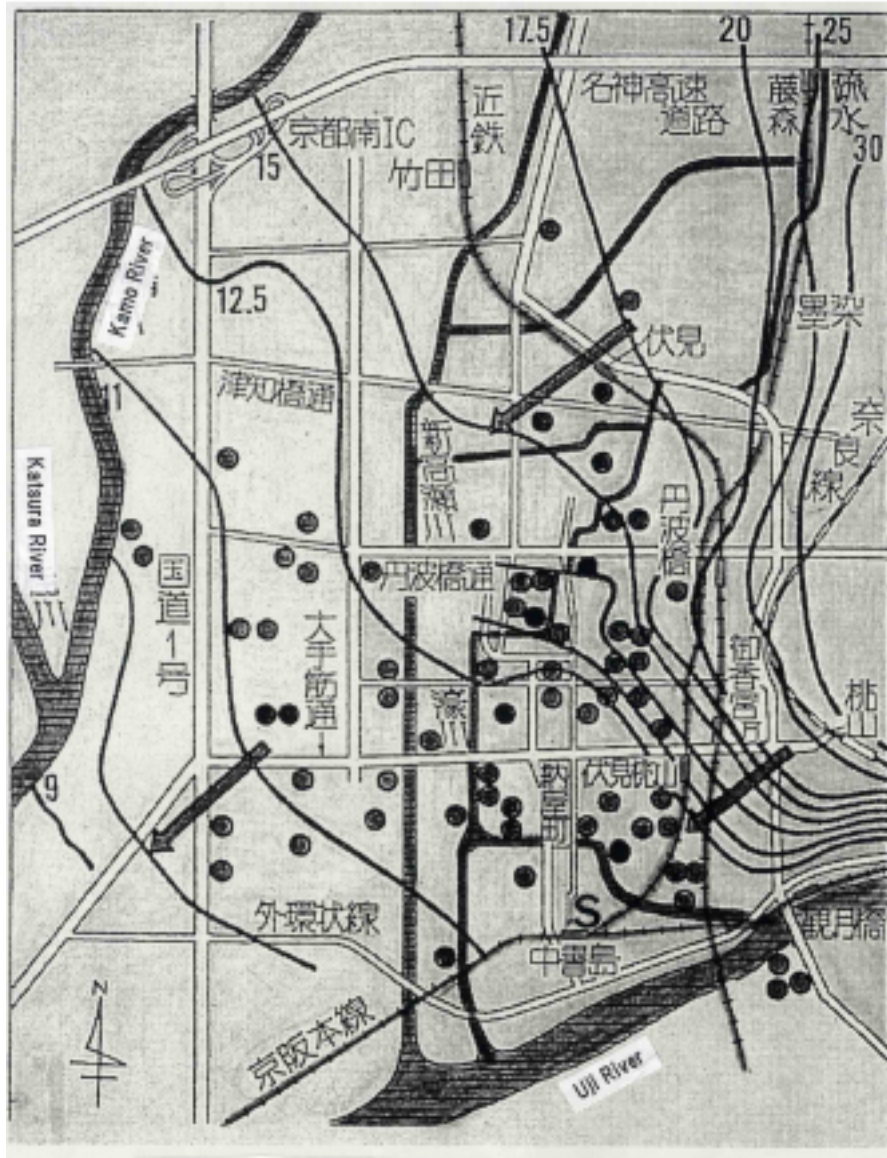 17.5
20
25
近鉄
名神高速
道路
藤森
疏水
京都南IC
15
竹田
30
Kamo River
12.5
伏見
墨染
津知橋通
11
新高瀬川
奈良線
Katsura River
丹波橋
国道1号
丹波橋通
大手筋通
御香宮
桃山
濠川
9
納屋町
伏見桃山
外環状線
S
観月橋
中書島
N
京阪本線
Uji River